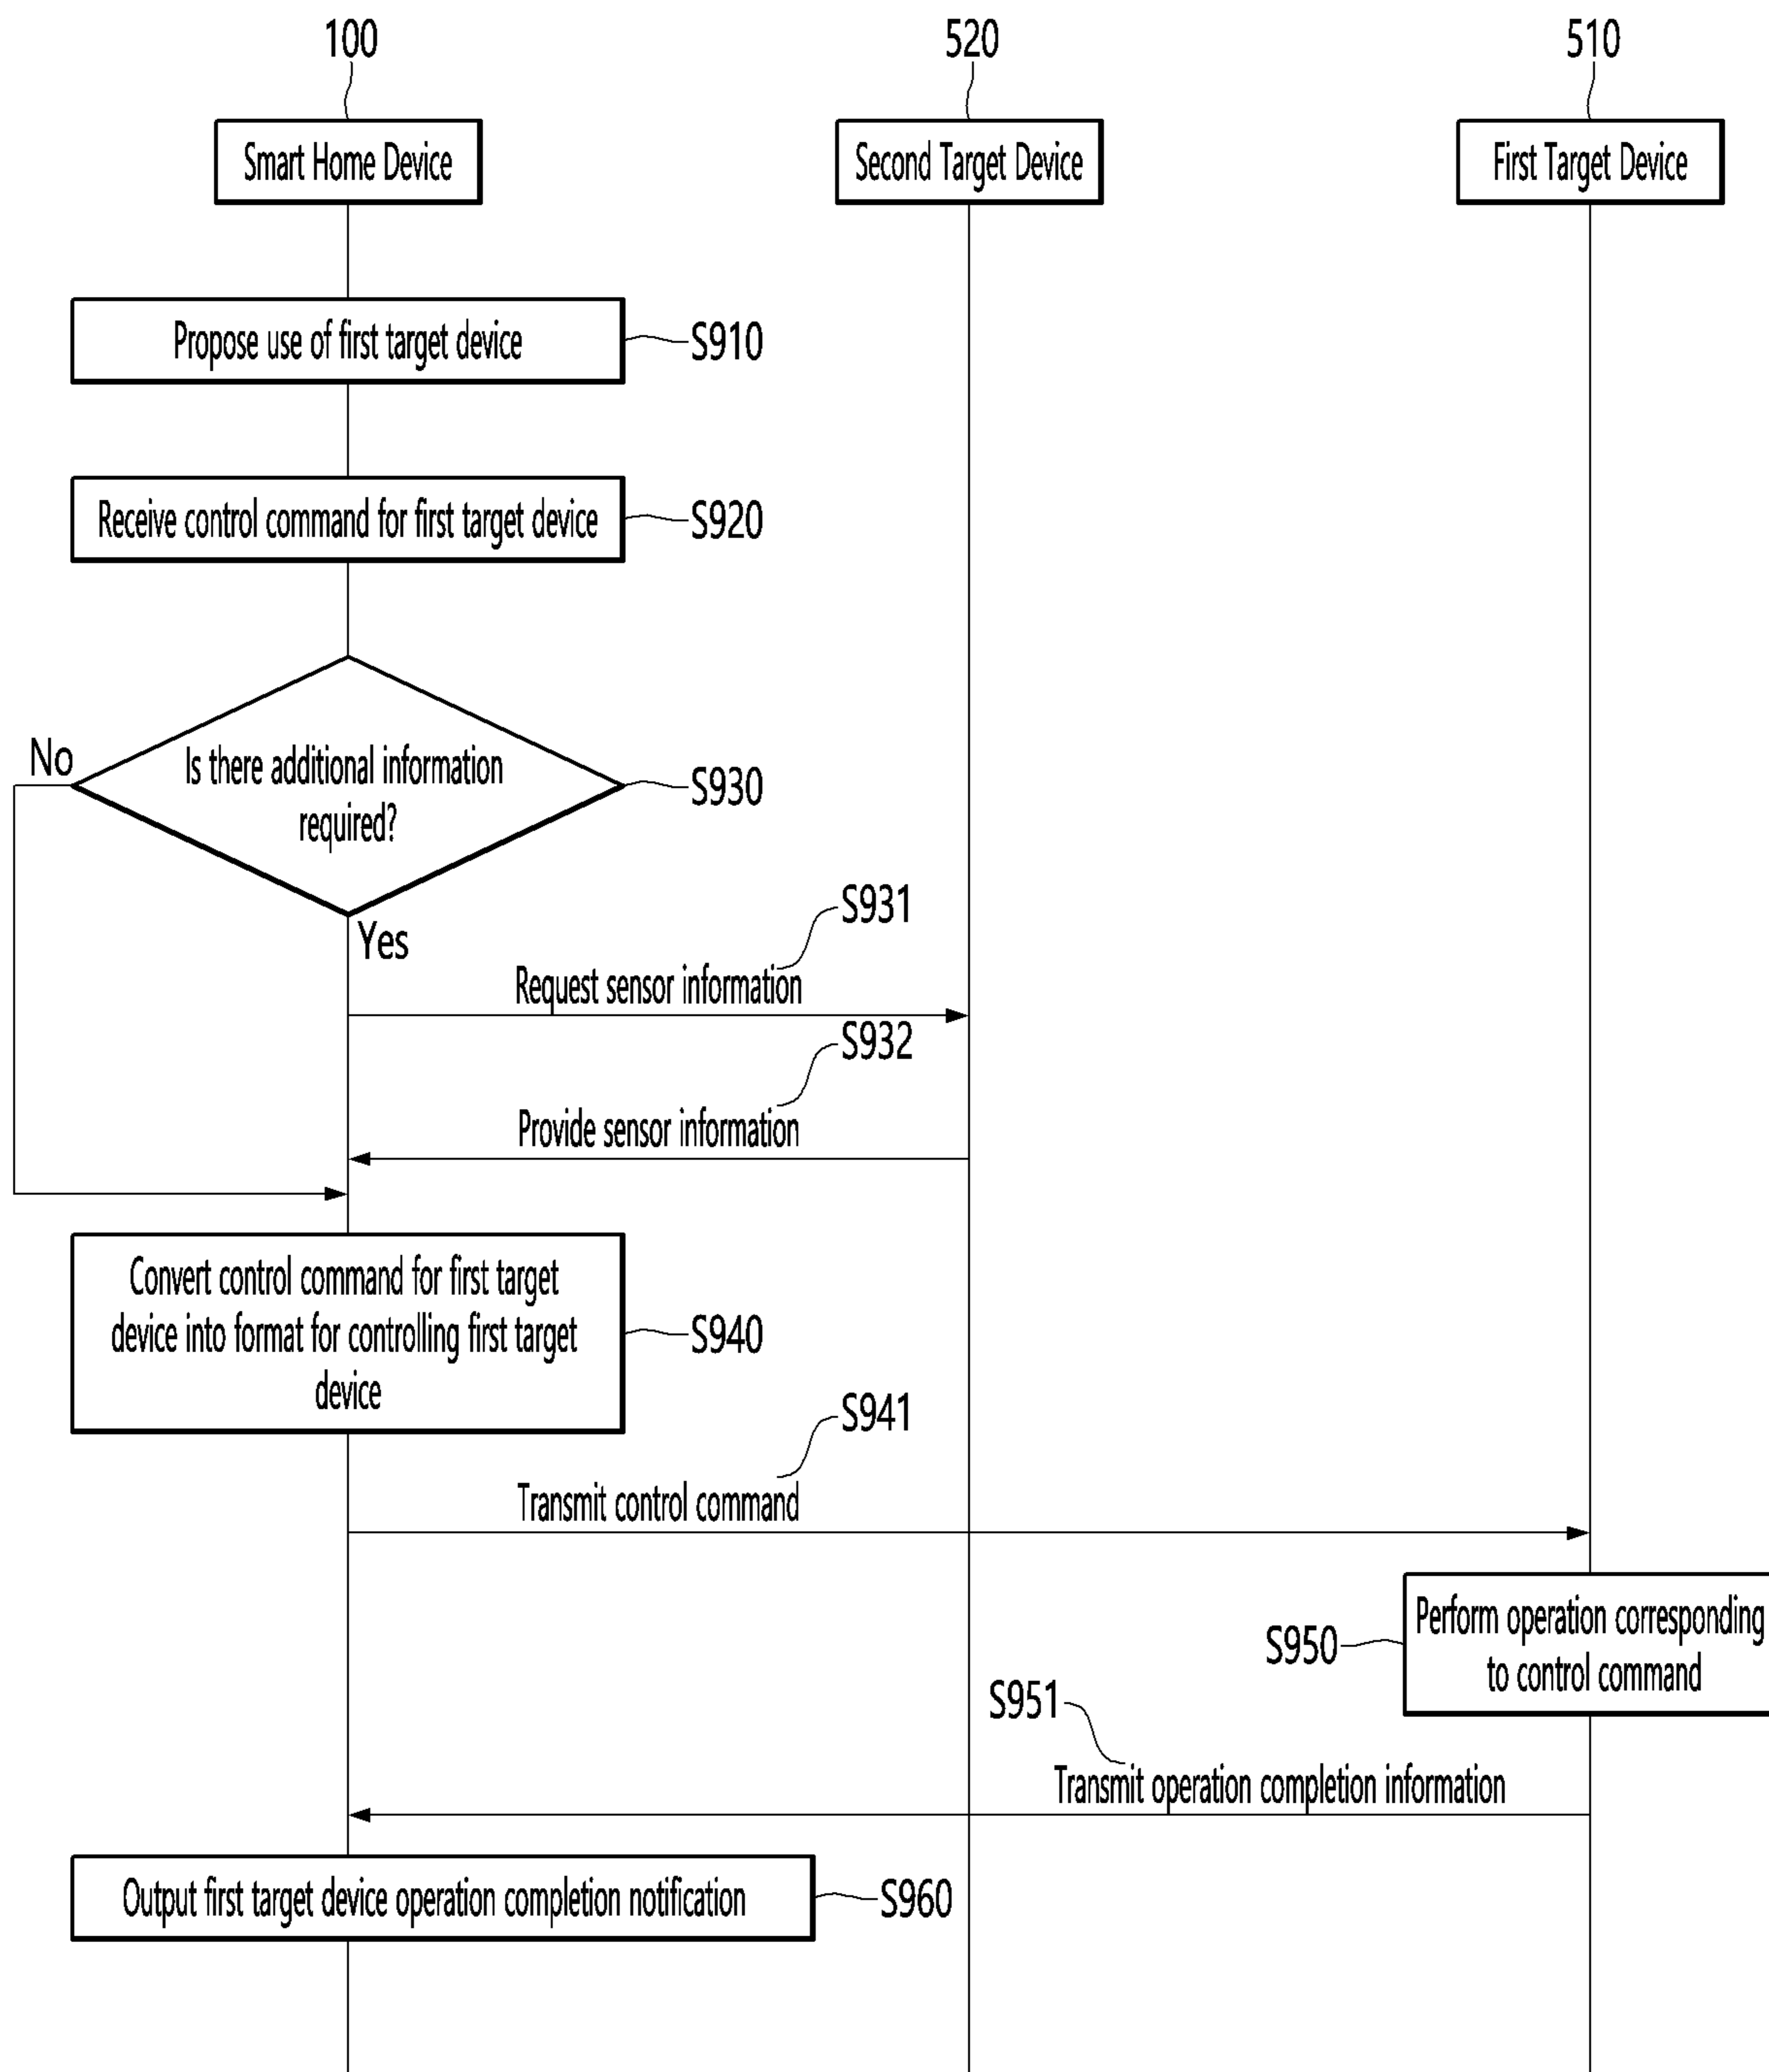 100
520
510
Smart Home Device
Second Target Device
First Target Device
Propose use of first target device
S910
Receive control command for first target device
S920
No
Is there additional information
required?
S930
Yes
S931
Request sensor information
S932
Provide sensor information
Convert control command for first target
device into format for controlling first target
device
S940
S941
Transmit control command
Perform operation corresponding
to control command
S950
S951
Transmit operation completion information
Output first target device operation completion notification
S960